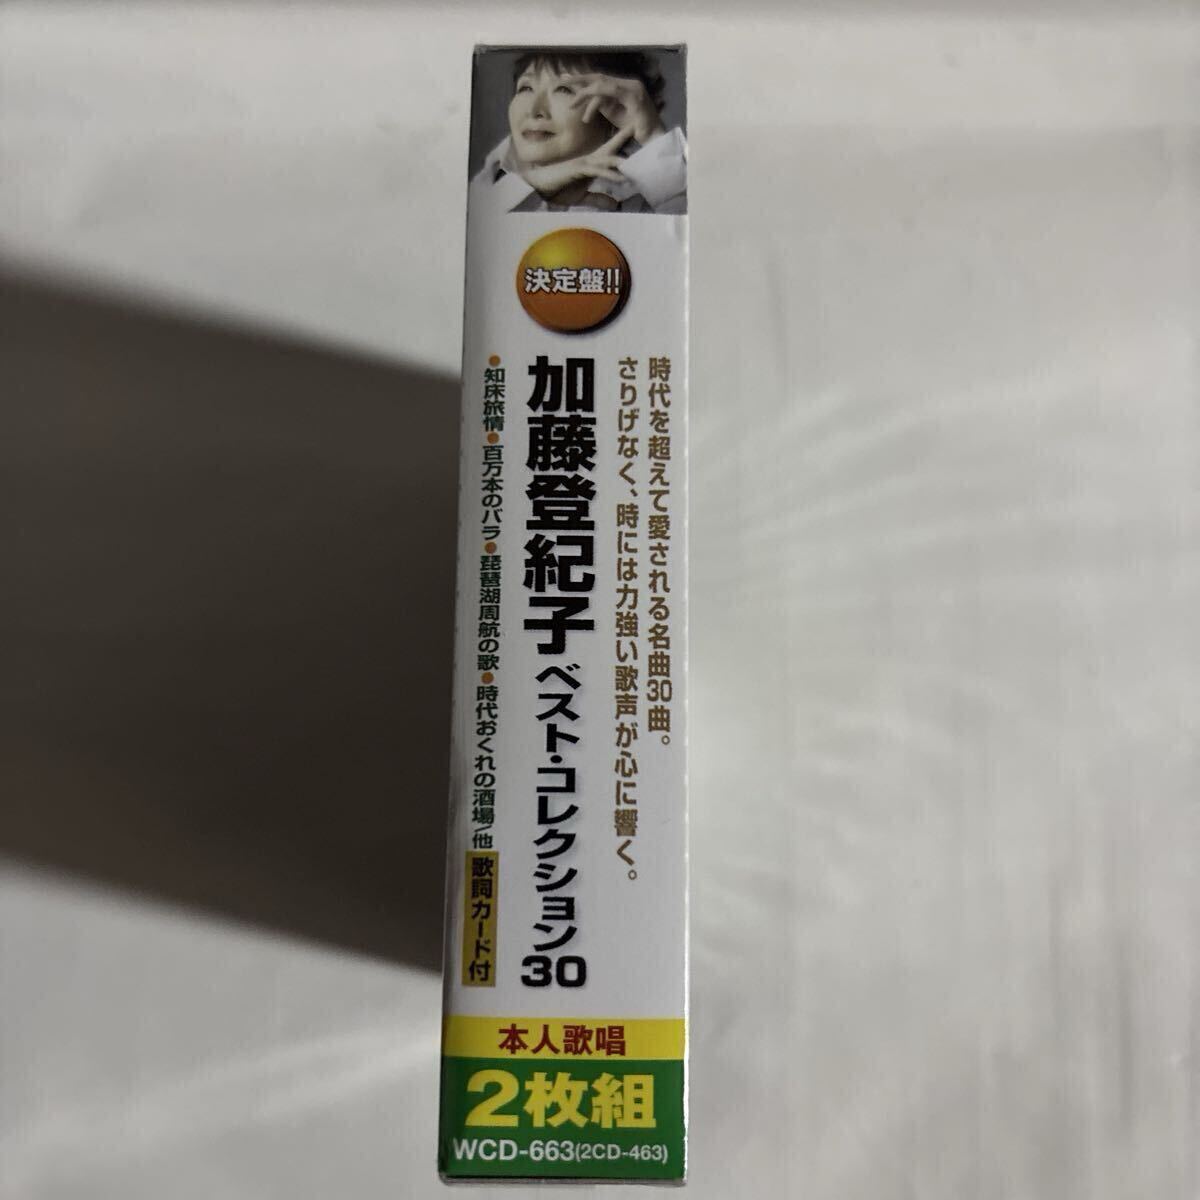 決定盤!!
時代を超えて愛される名曲30曲。
さりげなく、時には力強い歌声が心に響く。
加藤登紀子 ベスト・コレクション30
●知床旅情●百万本のバラ●琵琶湖周航の歌●時代おくれの酒場/他
歌詞カード付
本人歌唱
2枚組
WCD-663(2CD-463)